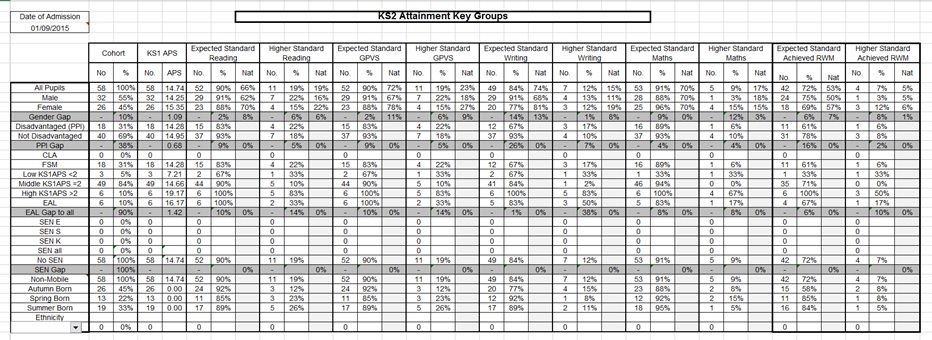 Date of Admission KS2 Attainment Key Groups
01/09/2015
Cohort KS1 APS Expected Standard Reading Higher Standard Reading Expected Standard GPVS Higher Standard GPVS Expected Standard Writing Higher Standard Writing Expected Standard Maths Higher Standard Maths Expected Standard Achieved RWM Higher Standard Achieved RWM
No % No. APS No. % Nat No. % Nat No. % Nat No. % Nat No. % Nat No. % Nat No. % Nat No. % Nat No. % Nat No. % Nat
All Pupils 58 100% 58 14.74 52 90% 66% 11 19% 19% 52 90% 72% 11 19% 23% 49 84% 74% 7 12% 15% 53 91% 70% 5 9% 17% 42 72% 53% 4 7% 5%
Male 32 55% 32 14.25 29 91% 62% 7 22% 16% 29 91% 67% 7 22% 18% 29 91% 68% 4 13% 11% 28 88% 70% 1 3% 18% 24 75% 50% 1 3% 5%
Female 26 45% 26 15.35 23 88% 70% 4 15% 22% 23 88% 78% 4 15% 27% 20 77% 81% 3 12% 19% 25 96% 70% 4 15% 15% 18 69% 57% 3 12% 6%
Gender Gap - 10% - 1.09 - 2% 8% - 6% 6% - 2% 11% - 6% 9% - 14% 13% - 1% 8% - 9% 0% - 12% 3% - 6% 7% - 8% 1%
Disadvantaged (PPI) 18 31% 18 14.28 15 83% 4 22% 15 83% 4 22% 12 67% 3 17% 16 89% 1 6% 11 61% 1 6%
Not Disadvantaged 40 69% 40 14.95 37 93% 7 18% 37 93% 7 18% 37 93% 4 10% 37 93% 4 10% 31 78% 3 8%
PPI Gap - 38% - 0.68 - 9% 0% - 5% 0% - 9% 0% - 5% 0% - 26% 0% - 7% 0% - 4% 0% - 4% 0% - 16% 0% - 2% 0%
CLA 0 0% 0 0 0 0 0 0 0 0 0 0 0
FSM 18 31% 18 14.28 15 83% 4 22% 15 83% 4 22% 12 67% 3 17% 16 89% 1 6% 11 61% 1 6%
Low KS1APS <2 3 5% 3 7.21 2 67% 1 33% 2 67% 1 33% 2 67% 1 33% 1 33% 1 33% 1 33% 1 33%
Middle KS1APS =2 49 84% 49 14.66 44 90% 5 10% 44 90% 5 10% 41 84% 1 2% 46 94% 0 0% 35 71% 0 0%
High KS1APS >2 6 10% 6 19.17 6 100% 5 83% 6 100% 5 83% 6 100% 5 83% 6 100% 4 67% 6 100% 3 50%
EAL 6 10% 6 16.17 6 100% 2 33% 6 100% 2 33% 5 83% 3 50% 5 83% 1 17% 4 67% 1 17%
EAL Gap to all - 90% - 1.42 - 10% 0% - 14% 0% - 10% 0% - 14% 0% - 1% 0% - 38% 0% - 8% 0% - 8% 0% - 6% 0% - 10% 0%
SEN E 0 0% 0 0 0 0 0 0 0 0 0 0 0
SEN S 0 0% 0 0 0 0 0 0 0 0 0 0 0
SEN K 0 0% 0 0 0 0 0 0 0 0 0 0 0
SEN all 0 0% 0 0 0 0 0 0 0 0 0 0 0
No SEN 58 100% 58 14.74 52 90% 11 19% 52 90% 11 19% 49 84% 7 12% 53 91% 5 9% 42 72% 4 7%
SEN Gap - 100% - - 0% - 0% - 0% - 0% - 0% - 0% - 0% - 0% - 0% - 0%
Non-Mobile 58 100% 58 14.74 52 90% 11 19% 52 90% 11 19% 49 84% 7 12% 53 91% 5 9% 42 72% 4 7%
Autumn Born 26 45% 26 0.00 24 92% 3 12% 24 92% 3 12% 20 77% 4 15% 23 88% 2 8% 15 58% 2 8%
Spring Born 13 22% 13 0.00 11 85% 3 23% 11 85% 3 23% 12 92% 1 8% 12 92% 2 15% 11 85% 1 8%
Summer Born 19 33% 19 0.00 17 89% 5 26% 17 89% 5 26% 17 89% 2 11% 18 95% 1 5% 16 84% 1 5%
Ethnicity
0 0% 0 0 0 0 0 0 0 0 0 0 0